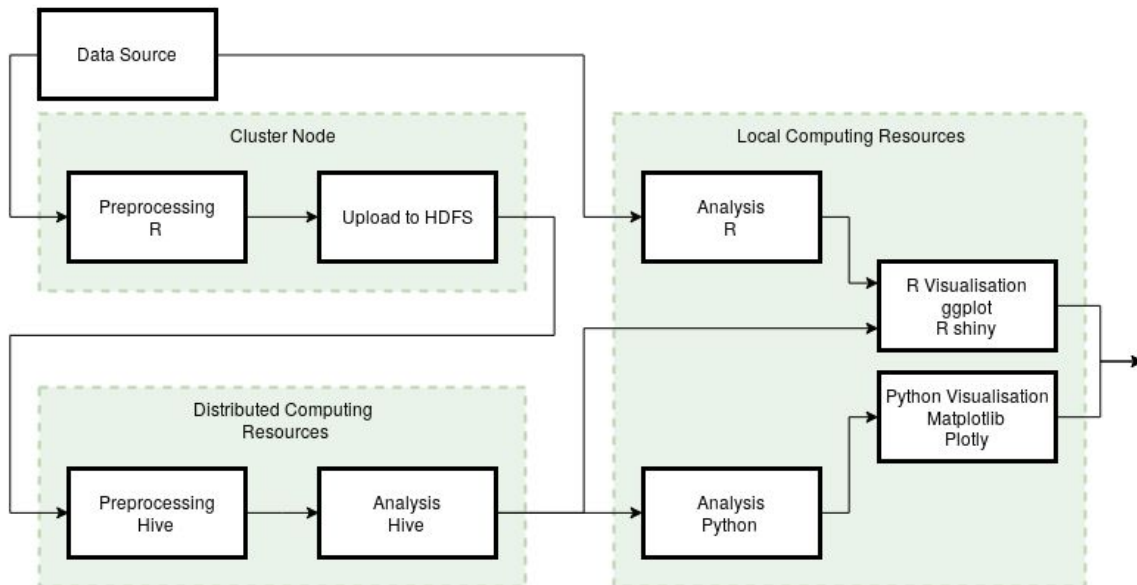 Data Source
Cluster Node
Preprocessing
R
Upload to HDFS
Local Computing Resources
Analysis
R
R Visualisation
ggplot
R shiny
Python Visualisation
Matplotlib
Plotly
Distributed Computing
Resources
Preprocessing
Hive
Analysis
Hive
Analysis
Python